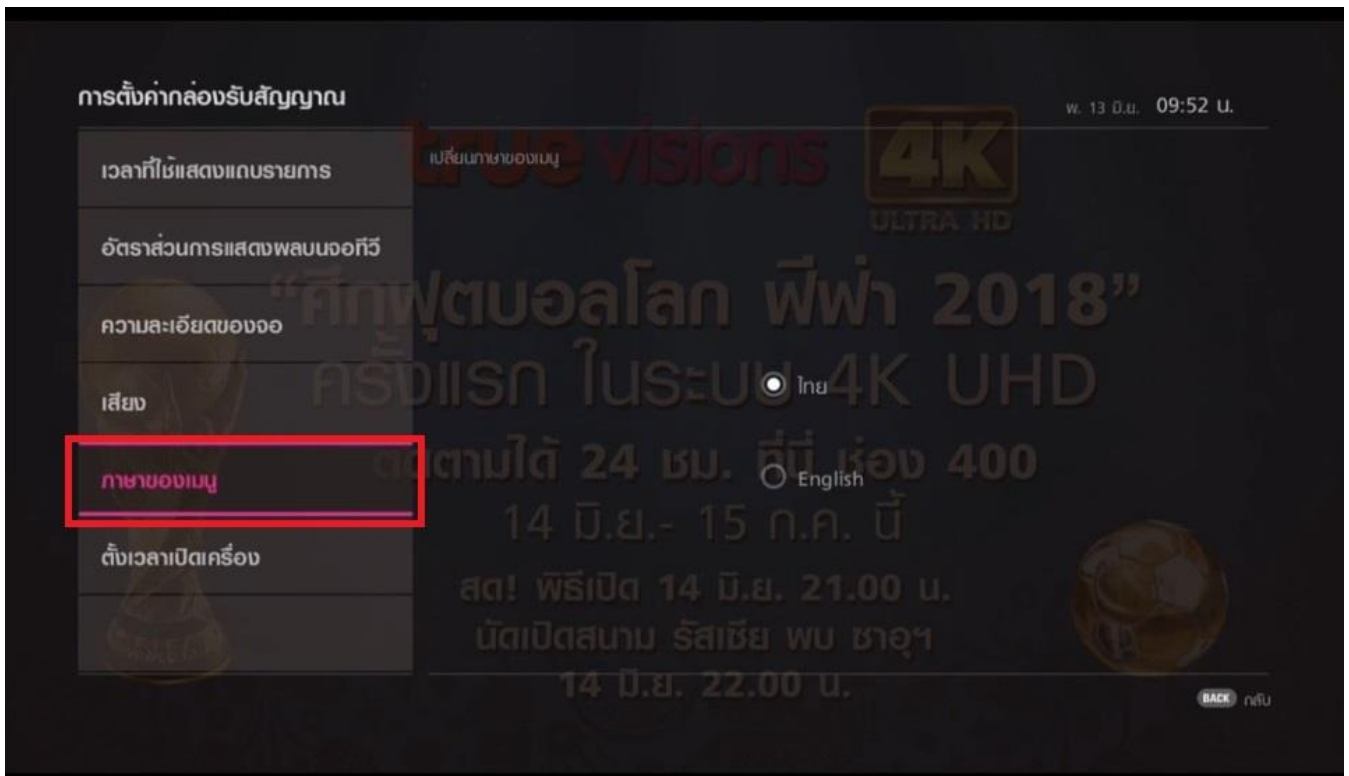 การตั้งค่ากล่องรับสัญญาณ
พ. 13 มิ.ย. 09:52 น.
เวลาที่ใช้แสดงแถบรายการ
อัตราส่วนการแสดงผลบนจอทีวี
ความละเอียดของจอ
เสียง
ภาษาของเมนู
ตั้งเวลาเปิดเครื่อง
เปลี่ยนภาษาของเมนู
ไทย
English
true visions 4K
ULTRA HD
“ศึกฟุตบอลโลก ฟีฟ่า 2018”
ครั้งแรก ในระบบ 4K UHD
ติดตามได้ 24 ชม. ที่นี่ ช่อง 400
14 มิ.ย.- 15 ก.ค. นี้
สด! พิธีเปิด 14 มิ.ย. 21.00 น.
นัดเปิดสนาม รัสเซีย พบ ซาอุฯ
14 มิ.ย. 22.00 น.
BACK กลับ